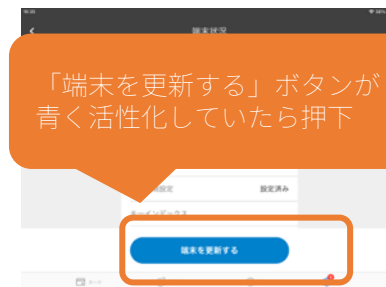 端末状況
「端末を更新する」ボタンが
青く活性化していたら押下
設定済み
端末を更新する